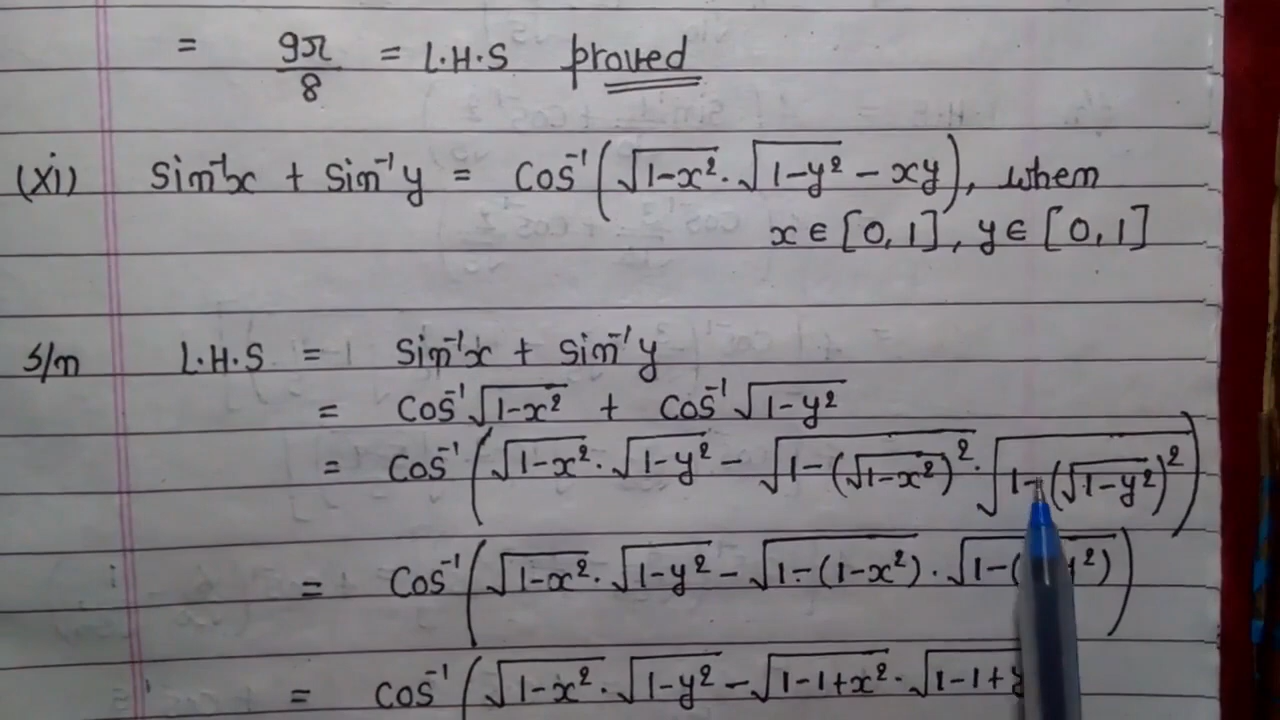 = 9π/8 = L.H.S proved
(xi) Sin⁻¹x + Sin⁻¹y = Cos⁻¹(√(1-x²)·√(1-y²) - xy), when
x ∈ [0,1], y ∈ [0,1]
S/n L.H.S = Sin⁻¹x + Sin⁻¹y
= Cos⁻¹√(1-x²) + Cos⁻¹√(1-y²)
= Cos⁻¹(√(1-x²)·√(1-y²) - √(1-(√(1-x²))²)·√(1-(√(1-y²))²))
= Cos⁻¹(√(1-x²)·√(1-y²) - √(1-(1-x²))·√(1-( y²))
= Cos⁻¹(√(1-x²)·√(1-y²) - √(1-1+x²)·√(1-1+